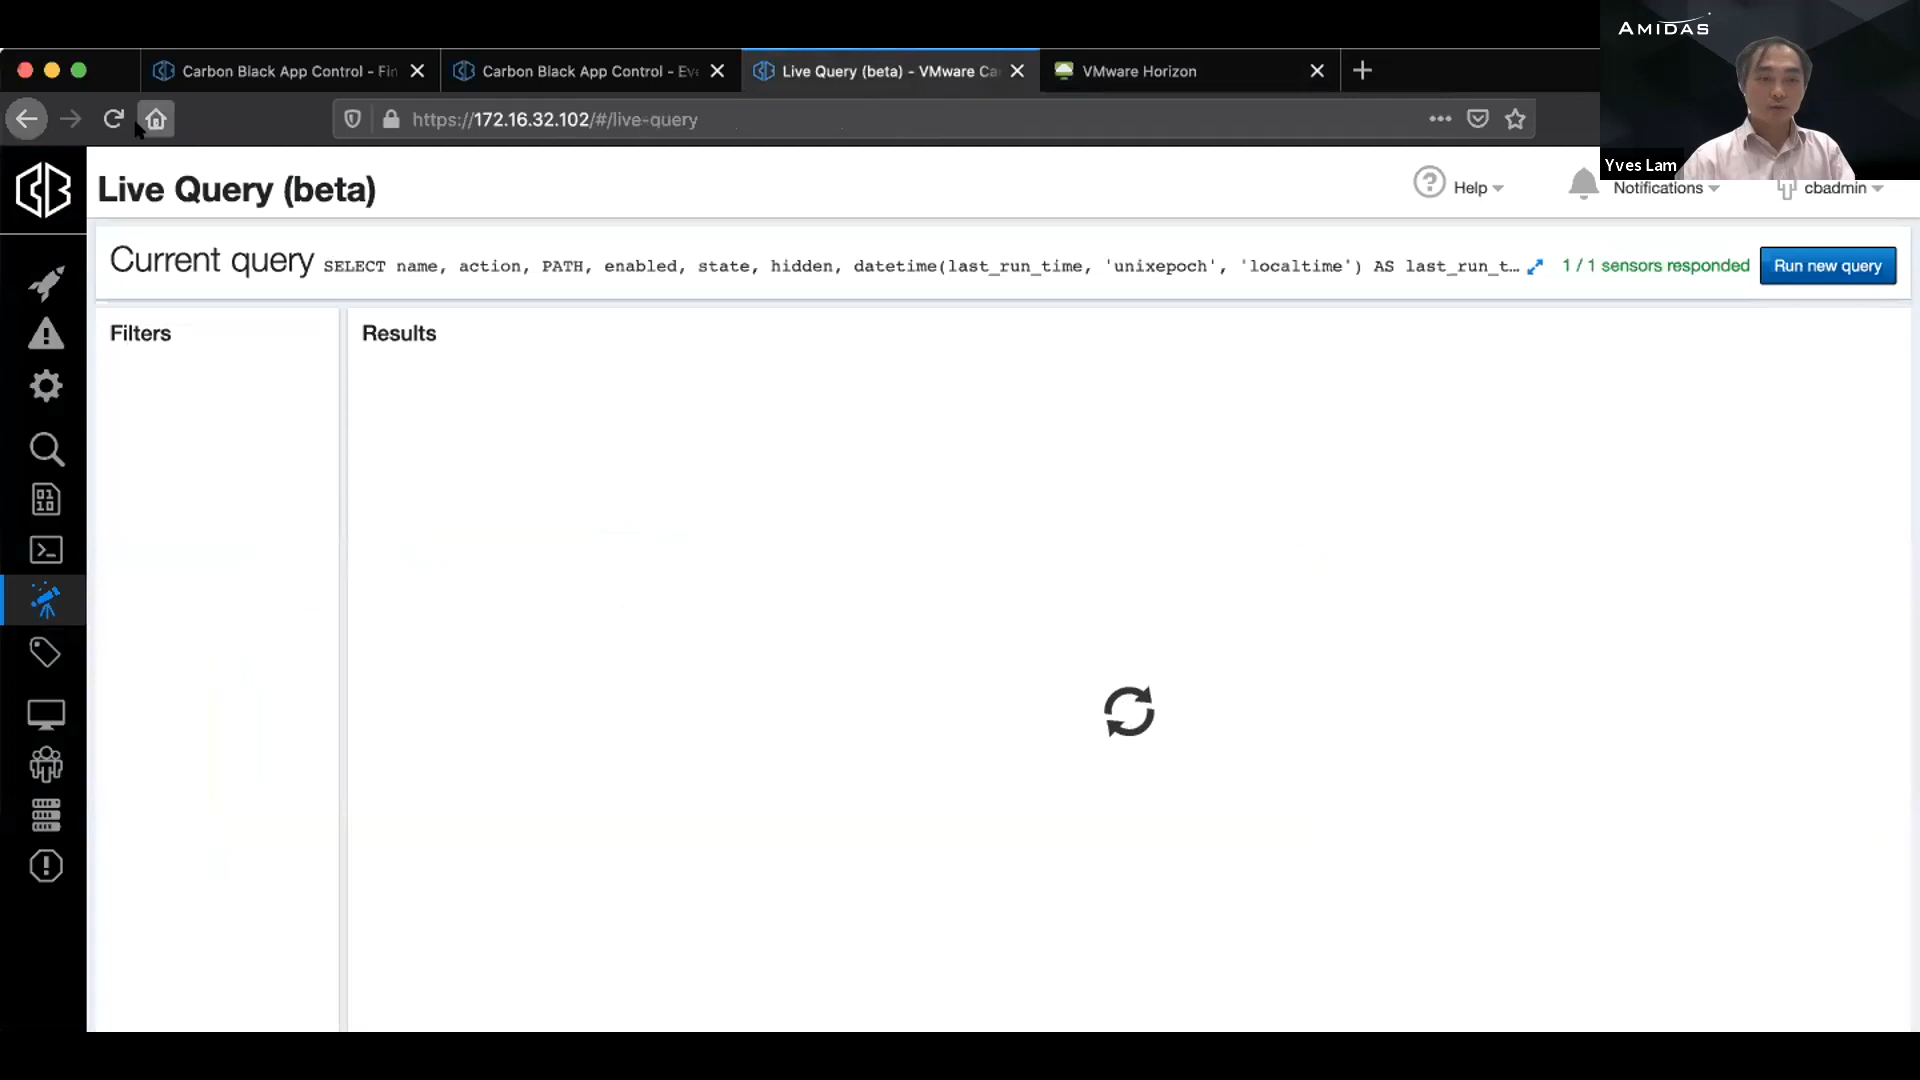 AMIDAS
Carbon Black App Control - Fin
Carbon Black App Control - Eve
Live Query (beta) - VMware Ca
VMware Horizon
https://172.16.32.102/#/live-query
Yves Lam
Live Query (beta)
Help
Notifications
cbadmin
Current query SELECT name, action, PATH, enabled, state, hidden, datetime(last_run_time, 'unixepoch', 'localtime') AS last_run_t… 1 / 1 sensors responded Run new query
Filters
Results